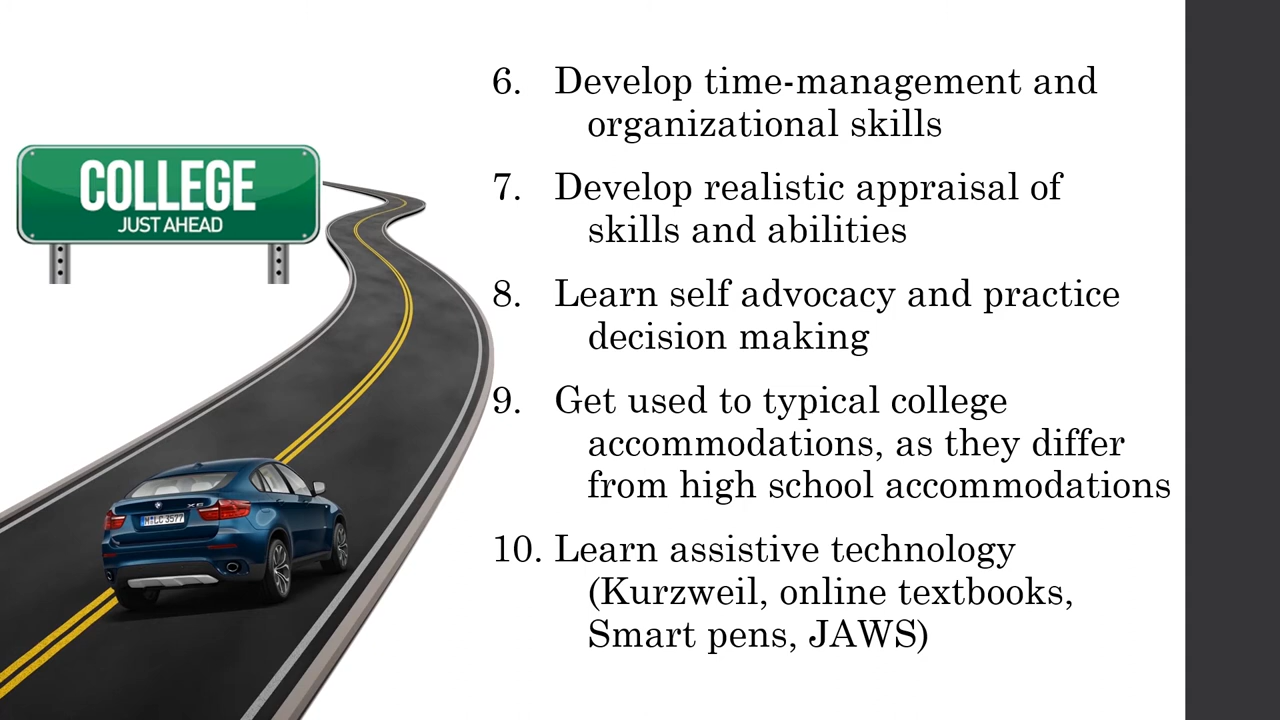 COLLEGE
JUST AHEAD
6. Develop time-management and
organizational skills
7. Develop realistic appraisal of
skills and abilities
8. Learn self advocacy and practice
decision making
9. Get used to typical college
accommodations, as they differ
from high school accommodations
10. Learn assistive technology
(Kurzweil, online textbooks,
Smart pens, JAWS)
X6